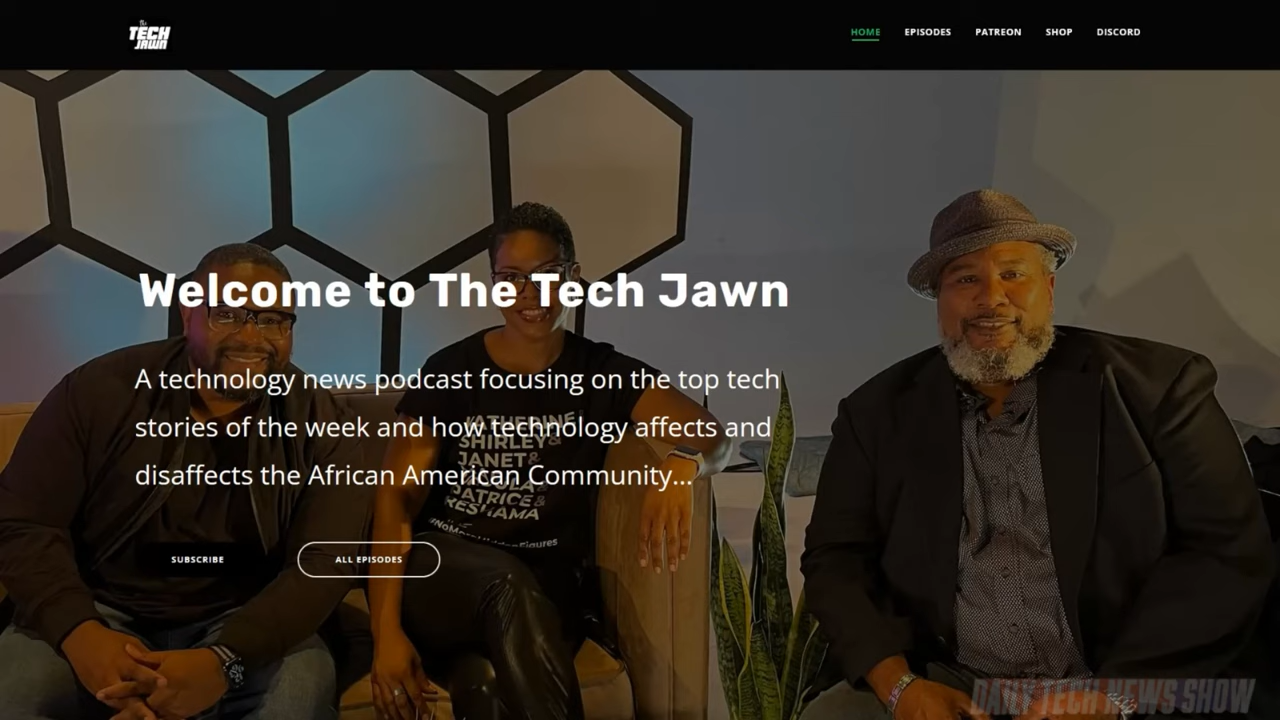 the
TECH
JAWN
HOME EPISODES PATREON SHOP DISCORD
Welcome to The Tech Jawn
A technology news podcast focusing on the top tech
stories of the week and how technology affects and
disaffects the African American Community...
KATHERINE
SHIRLEY&
JANET&
PATRICE&
RESHAMA
#NoMoreHiddenFigures
SUBSCRIBE ALL EPISODES
DAILY TECH NEWS SHOW